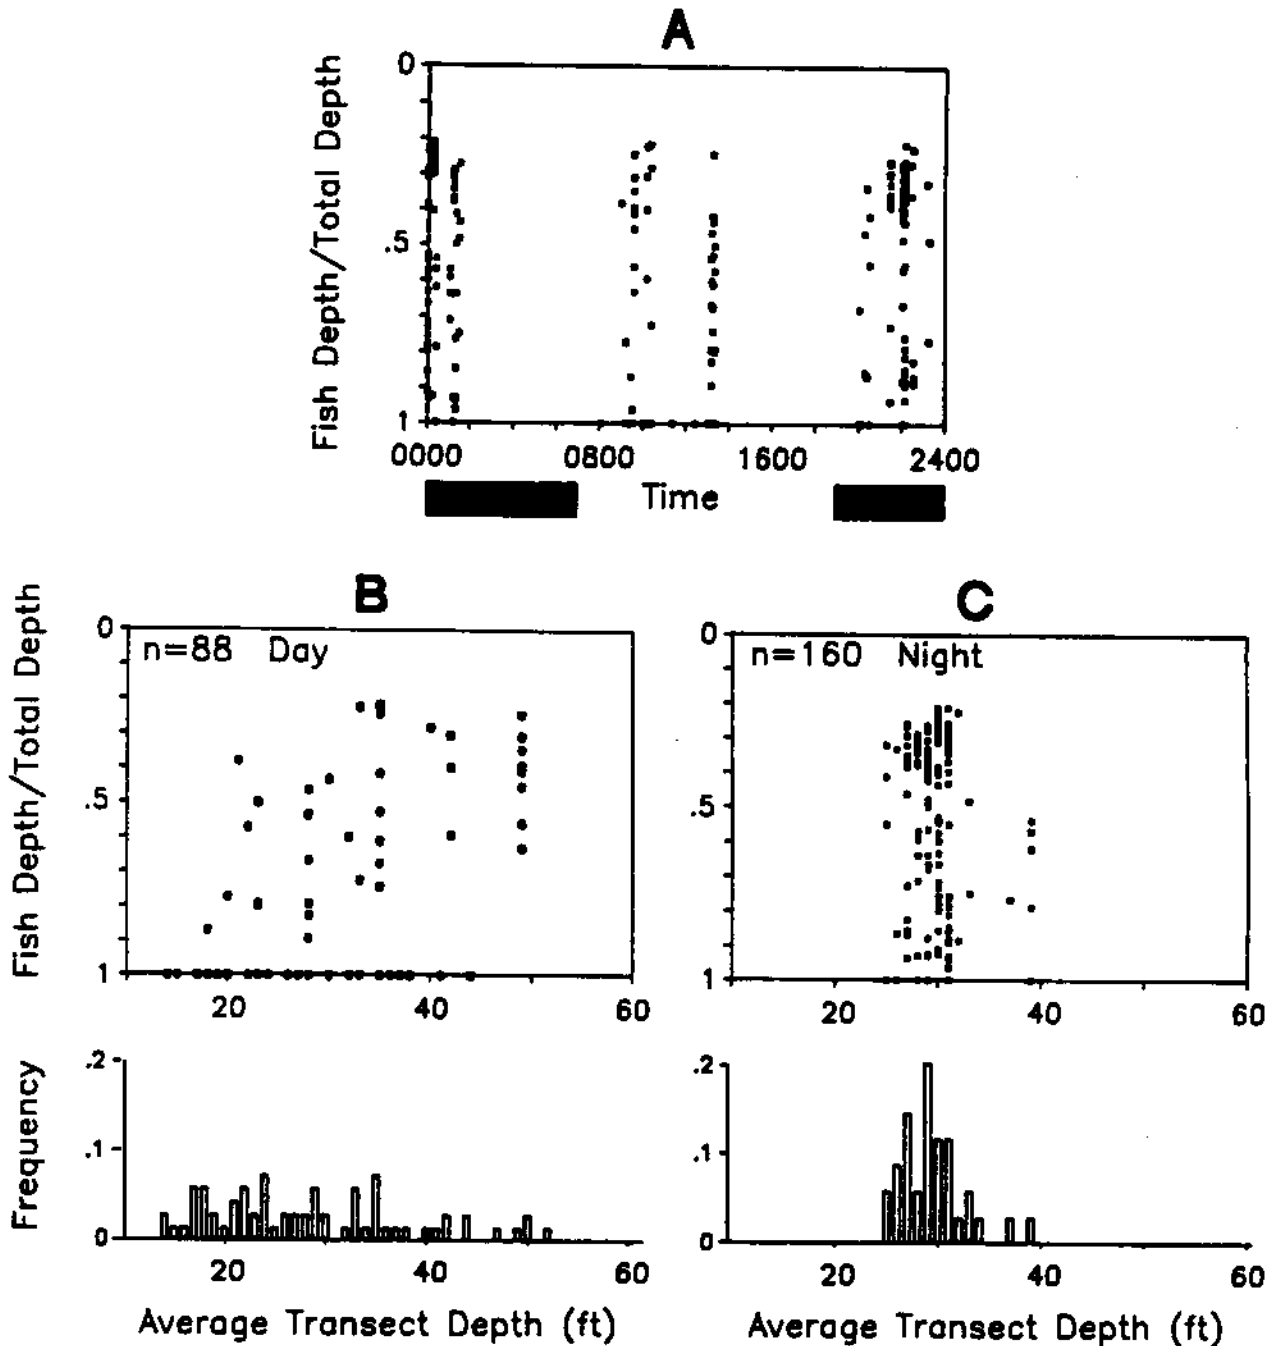 A
Fish Depth/Total Depth
0
.5
1
0000 0800 1600 2400
Time
B
Fish Depth/Total Depth
0
.5
1
n=88 Day
20 40 60
Frequency
.2
.1
0
20 40 60
Average Transect Depth (ft)
C
0
.5
1
n=160 Night
20 40 60
.2
.1
0
20 40 60
Average Transect Depth (ft)